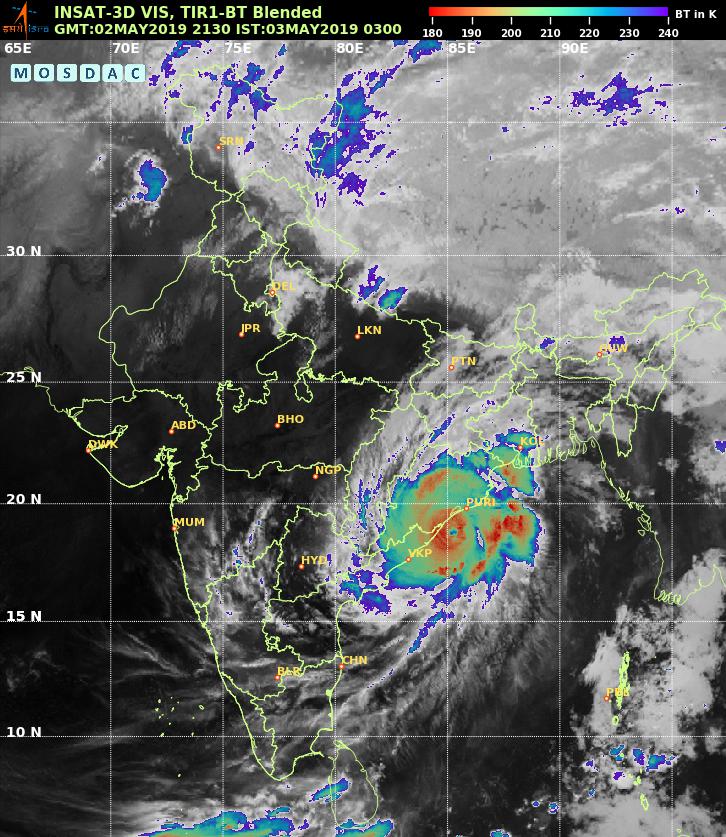 INSAT-3D VIS, TIR1-BT Blended
GMT:02MAY2019 2130 IST:03MAY2019 0300
BT in K
180 190 200 210 220 230 240
65E 70E 75E 80E 85E 90E
MOSDAC
SRN
30 N
DEL
JPR
LKN
GUW
PTN
25 N
BHO
ABD
DWK
KOL
NGP
20 N
PURI
MUM
VKP
HYD
15 N
CHN
BLR
PBL
10 N